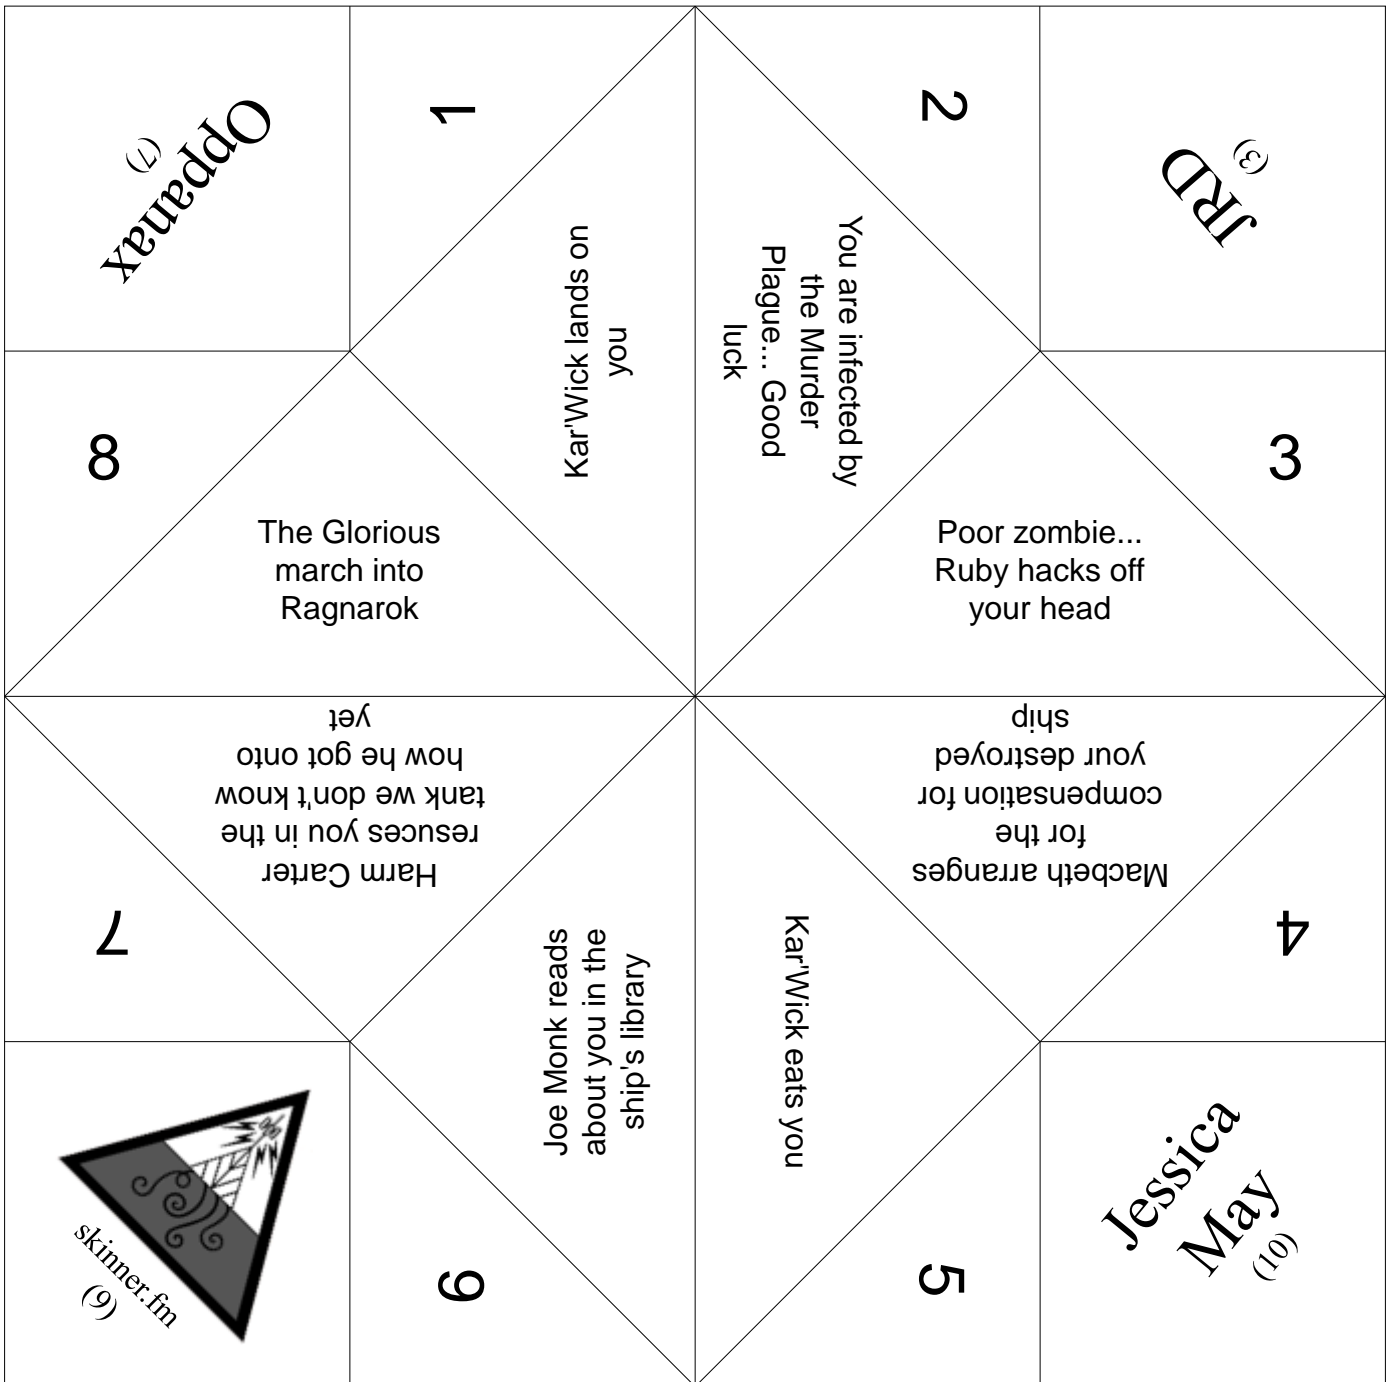 Oppanax
(7)
1
2
JRD
(3)
Kar'Wick lands on
you
You are infected by
the Murder
Plague... Good
luck
8
3
The Glorious
march into
Ragnarok
Poor zombie...
Ruby hacks off
your head
Harm Carter
resuces you in the
tank we don't know
how he got onto
yet
Macbeth arranges
for the
compensation for
your destroyed
ship
7
4
Joe Monk reads
about you in the
ship's library
Kar'Wick eats you
skinner.fm
(9)
6
5
Jessica
May
(10)